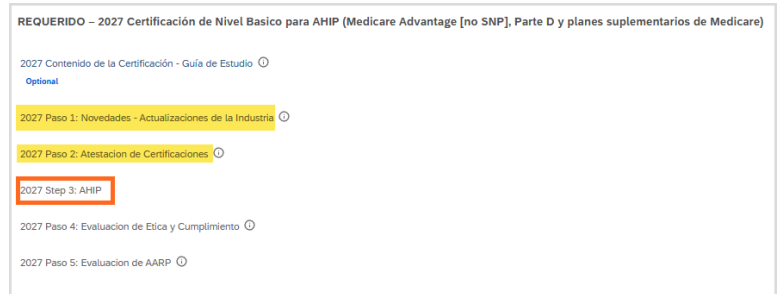 REQUERIDO – 2027 Certificación de Nivel Basico para AHIP (Medicare Advantage [no SNP], Parte D y planes suplementarios de Medicare)
2027 Contenido de la Certificación - Guía de Estudio
Optional
2027 Paso 1: Novedades - Actualizaciones de la Industria
2027 Paso 2: Atestacion de Certificaciones
2027 Step 3: AHIP
2027 Paso 4: Evaluacion de Etica y Cumplimiento
2027 Paso 5: Evaluacion de AARP